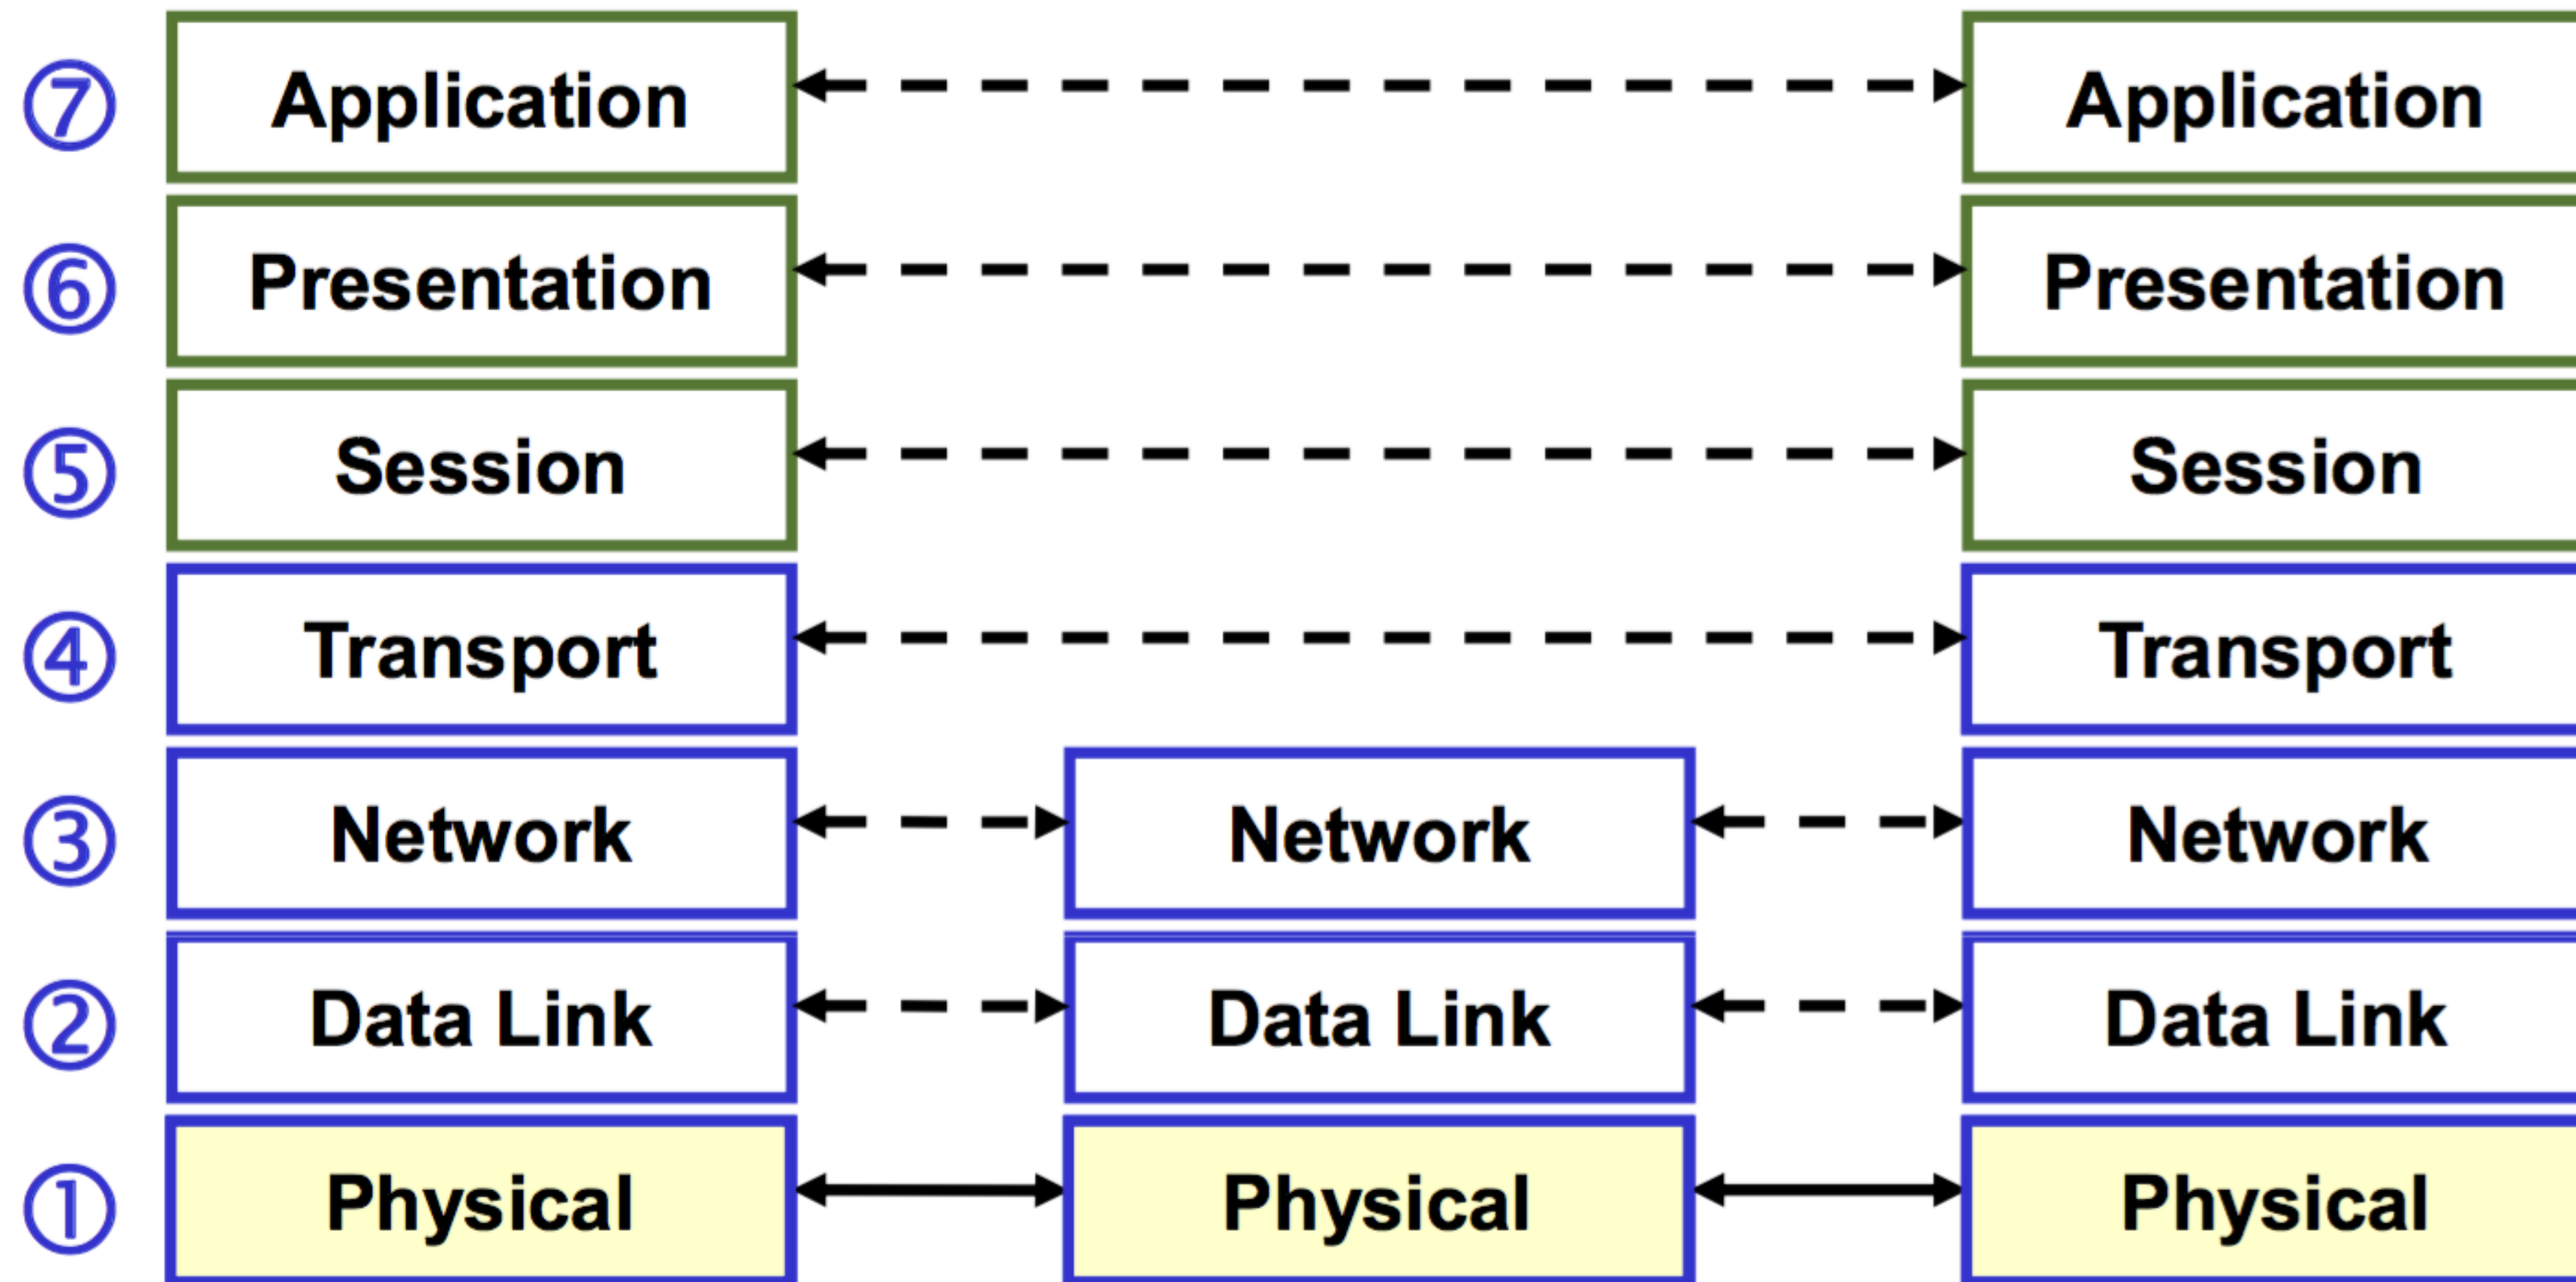 ⑦ Application Application
⑥ Presentation Presentation
⑤ Session Session
④ Transport Transport
③ Network Network Network
② Data Link Data Link Data Link
① Physical Physical Physical